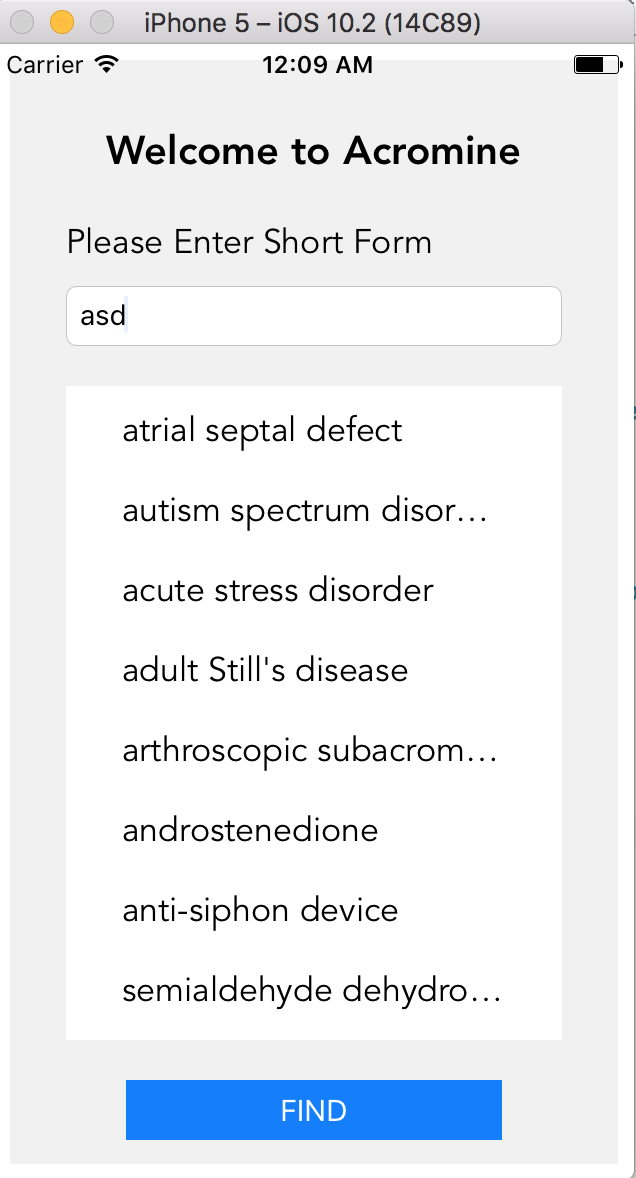 iPhone 5 – iOS 10.2 (14C89)
Carrier 12:09 AM
Welcome to Acromine
Please Enter Short Form
asd
atrial septal defect
autism spectrum disor…
acute stress disorder
adult Still's disease
arthroscopic subacrom…
androstenedione
anti-siphon device
semialdehyde dehydro…
FIND